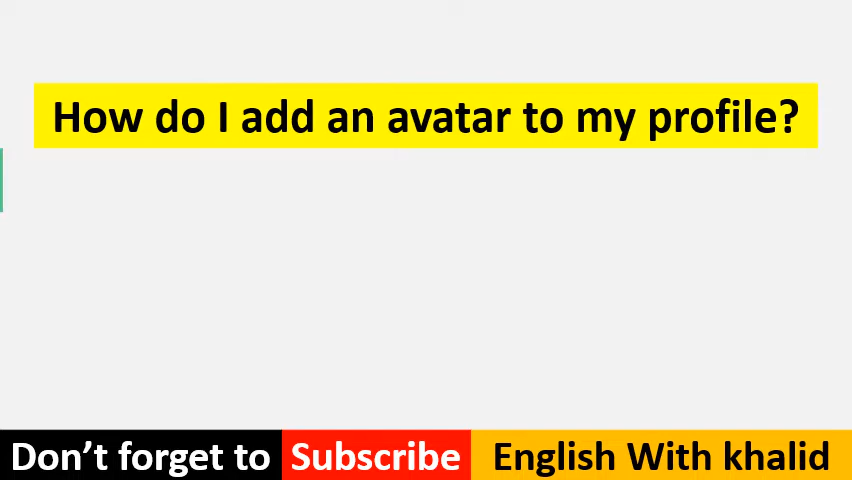 How do I add an avatar to my profile?
Don’t forget to Subscribe English With khalid